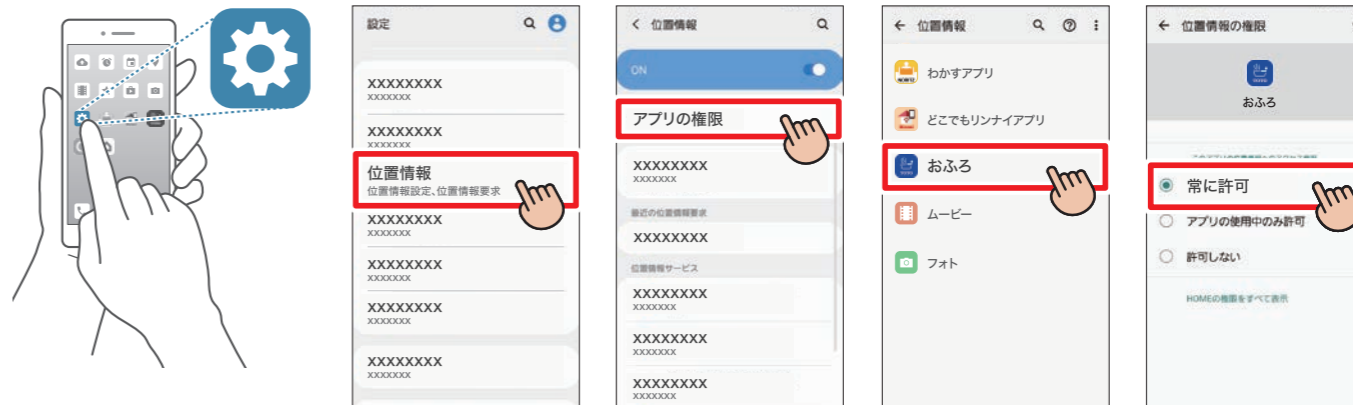 設定
XXXXXXXX
XXXXXXX
XXXXXXXX
XXXXXXX
位置情報
位置情報設定、位置情報要求
XXXXXXXX
XXXXXXX
XXXXXXXX
XXXXXXX
XXXXXXXX
XXXXXXX
XXXXXXXX
XXXXXXX
位置情報
ON
アプリの権限
XXXXXXXX
XXXXXXX
最近の位置情報要求
XXXXXXXX
位置情報サービス
XXXXXXXX
XXXXXXX
XXXXXXXX
XXXXXXX
XXXXXXXX
XXXXXXX
位置情報
わかすアプリ
どこでもリンナイアプリ
おふろ
ムービー
フォト
位置情報の権限
おふろ
常に許可
アプリの使用中のみ許可
許可しない
HOMEの権限をすべて表示